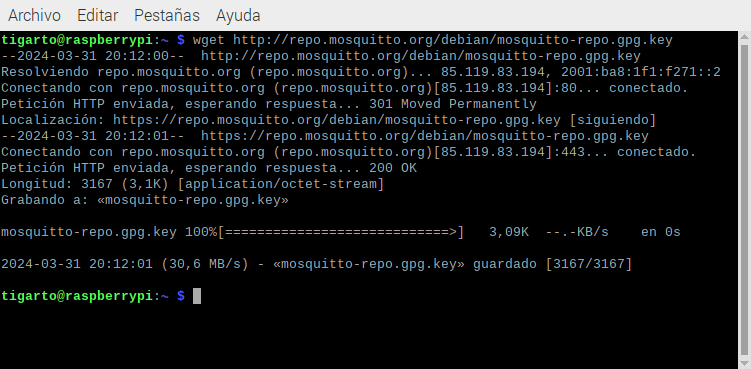 Archivo Editar Pestañas Ayuda
tigarto@raspberrypi:~ $ wget http://repo.mosquitto.org/debian/mosquitto-repo.gpg.key
--2024-03-31 20:12:00--  http://repo.mosquitto.org/debian/mosquitto-repo.gpg.key
Resolviendo repo.mosquitto.org (repo.mosquitto.org)... 85.119.83.194, 2001:ba8:1f1:f271::2
Conectando con repo.mosquitto.org (repo.mosquitto.org)[85.119.83.194]:80... conectado.
Petición HTTP enviada, esperando respuesta... 301 Moved Permanently
Localización: https://repo.mosquitto.org/debian/mosquitto-repo.gpg.key [siguiendo]
--2024-03-31 20:12:01--  https://repo.mosquitto.org/debian/mosquitto-repo.gpg.key
Conectando con repo.mosquitto.org (repo.mosquitto.org)[85.119.83.194]:443... conectado.
Petición HTTP enviada, esperando respuesta... 200 OK
Longitud: 3167 (3,1K) [application/octet-stream]
Grabando a: «mosquitto-repo.gpg.key»
mosquitto-repo.gpg.key 100%[============================>]   3,09K  --.-KB/s    en 0s
2024-03-31 20:12:01 (30,6 MB/s) - «mosquitto-repo.gpg.key» guardado [3167/3167]
tigarto@raspberrypi:~ $